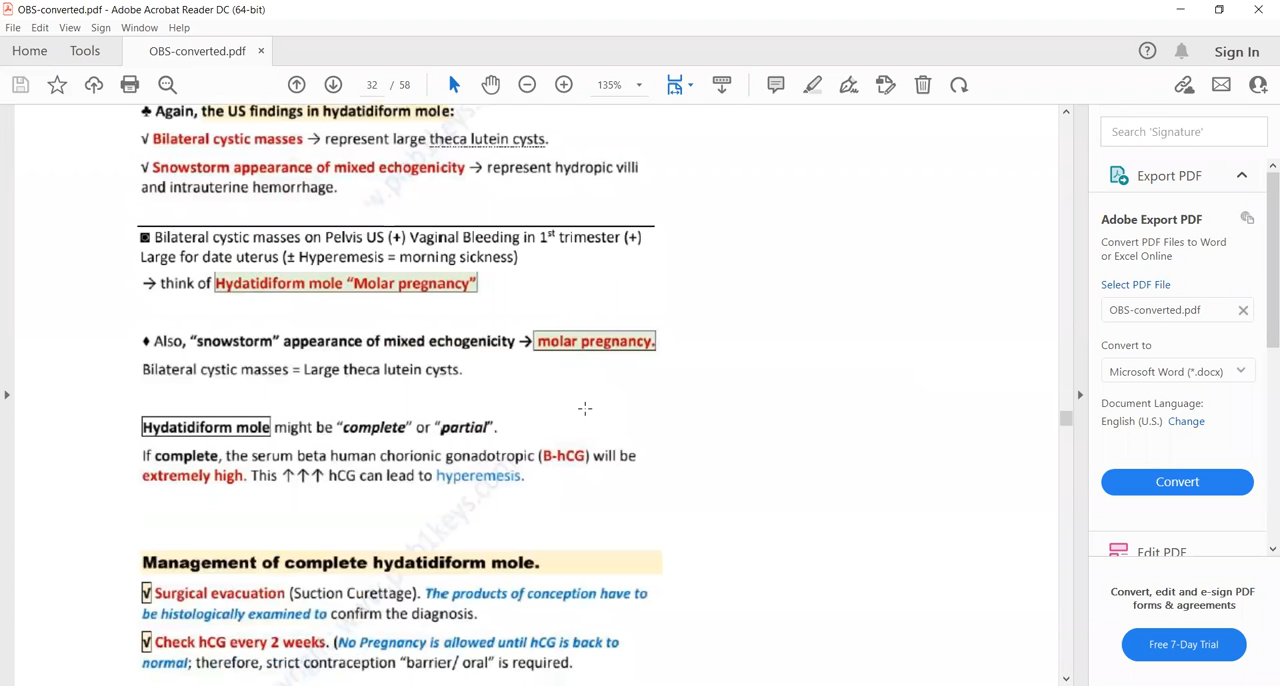 OBS-converted.pdf - Adobe Acrobat Reader DC (64-bit)
File Edit View Sign Window Help
Home Tools OBS-converted.pdf × Sign In
32 / 58 135%
♣ Again, the US findings in hydatidiform mole:
√ Bilateral cystic masses → represent large theca lutein cysts.
√ Snowstorm appearance of mixed echogenicity → represent hydropic villi
and intrauterine hemorrhage.
◙ Bilateral cystic masses on Pelvis US (+) Vaginal Bleeding in 1st trimester (+)
Large for date uterus (± Hyperemesis = morning sickness)
→ think of Hydatidiform mole “Molar pregnancy”
♦ Also, “snowstorm” appearance of mixed echogenicity → molar pregnancy.
Bilateral cystic masses = Large theca lutein cysts.
Hydatidiform mole might be “complete” or “partial”.
If complete, the serum beta human chorionic gonadotropic (B-hCG) will be
extremely high. This ↑↑↑ hCG can lead to hyperemesis.
Management of complete hydatidiform mole.
√ Surgical evacuation (Suction Curettage). The products of conception have to
be histologically examined to confirm the diagnosis.
√ Check hCG every 2 weeks. (No Pregnancy is allowed until hCG is back to
normal; therefore, strict contraception “barrier/ oral” is required.
Search 'Signature'
Export PDF
Adobe Export PDF
Convert PDF Files to Word
or Excel Online
Select PDF File
OBS-converted.pdf
Convert to
Microsoft Word (*.docx)
Document Language:
English (U.S.) Change
Convert
Edit PDF
Convert, edit and e-sign PDF
forms & agreements
Free 7-Day Trial